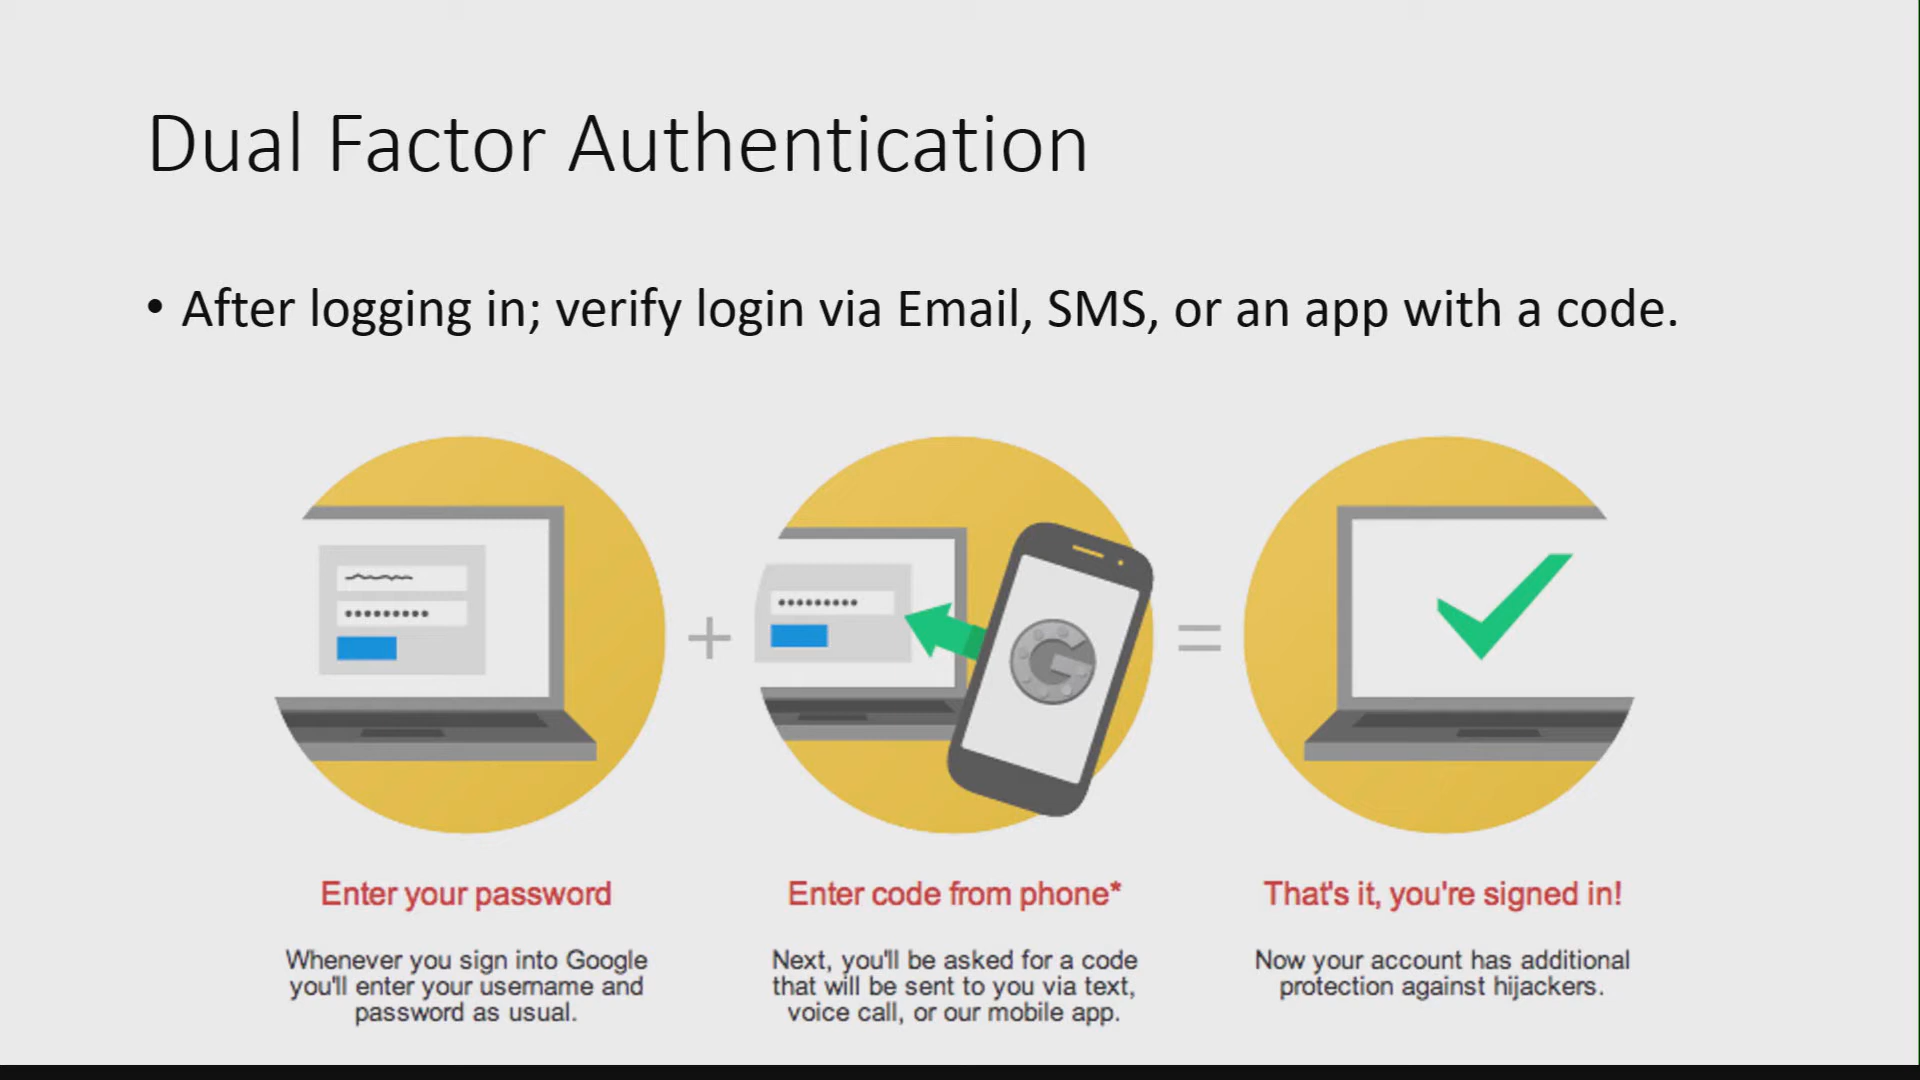 Dual Factor Authentication
• After logging in; verify login via Email, SMS, or an app with a code.
Enter your password
Whenever you sign into Google
you'll enter your username and
password as usual.
Enter code from phone*
Next, you'll be asked for a code
that will be sent to you via text,
voice call, or our mobile app.
That's it, you're signed in!
Now your account has additional
protection against hijackers.